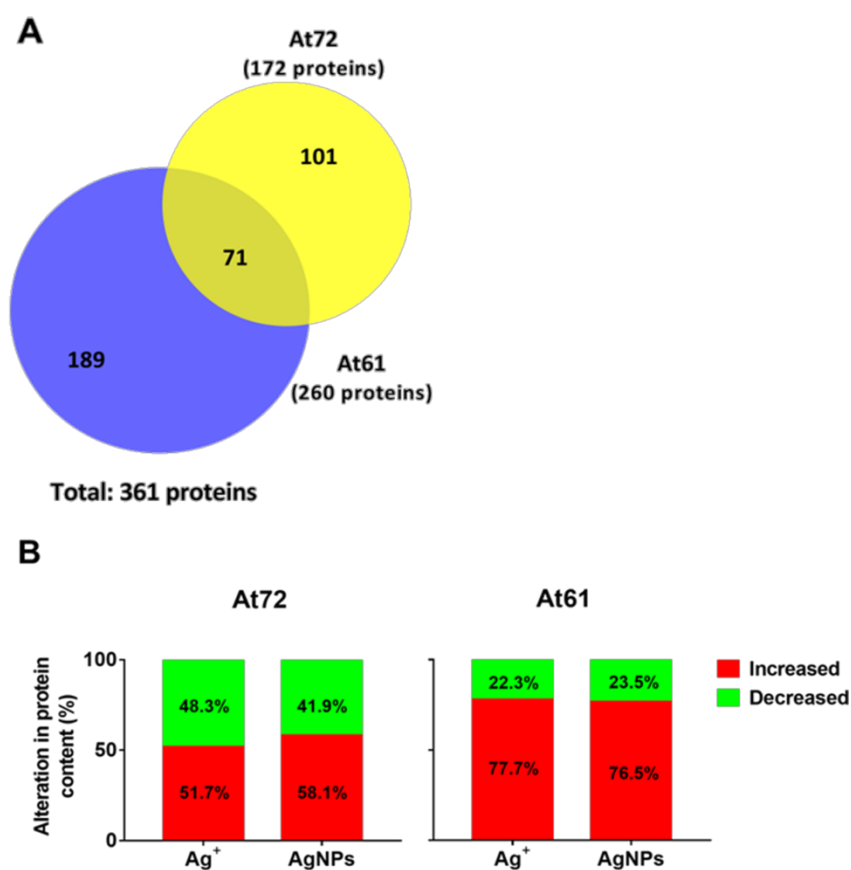 A
At72
(172 proteins)
101
71
189
At61
(260 proteins)
Total: 361 proteins
B
At72
At61
Alteration in protein
content (%)
100
50
0
48.3%
41.9%
51.7%
58.1%
22.3%
23.5%
77.7%
76.5%
Increased
Decreased
Ag⁺
AgNPs
Ag⁺
AgNPs